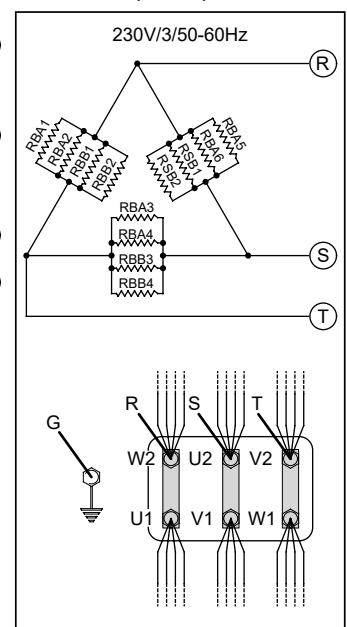 230V/3/50-60Hz
R
RBA1
RBA2
RBB1
RBB2
RBA5
RBA6
RSB1
RSB2
RBA3
RBA4
RBB3
RBB4
S
T
R S T
G
W2 U2 V2
U1 V1 W1